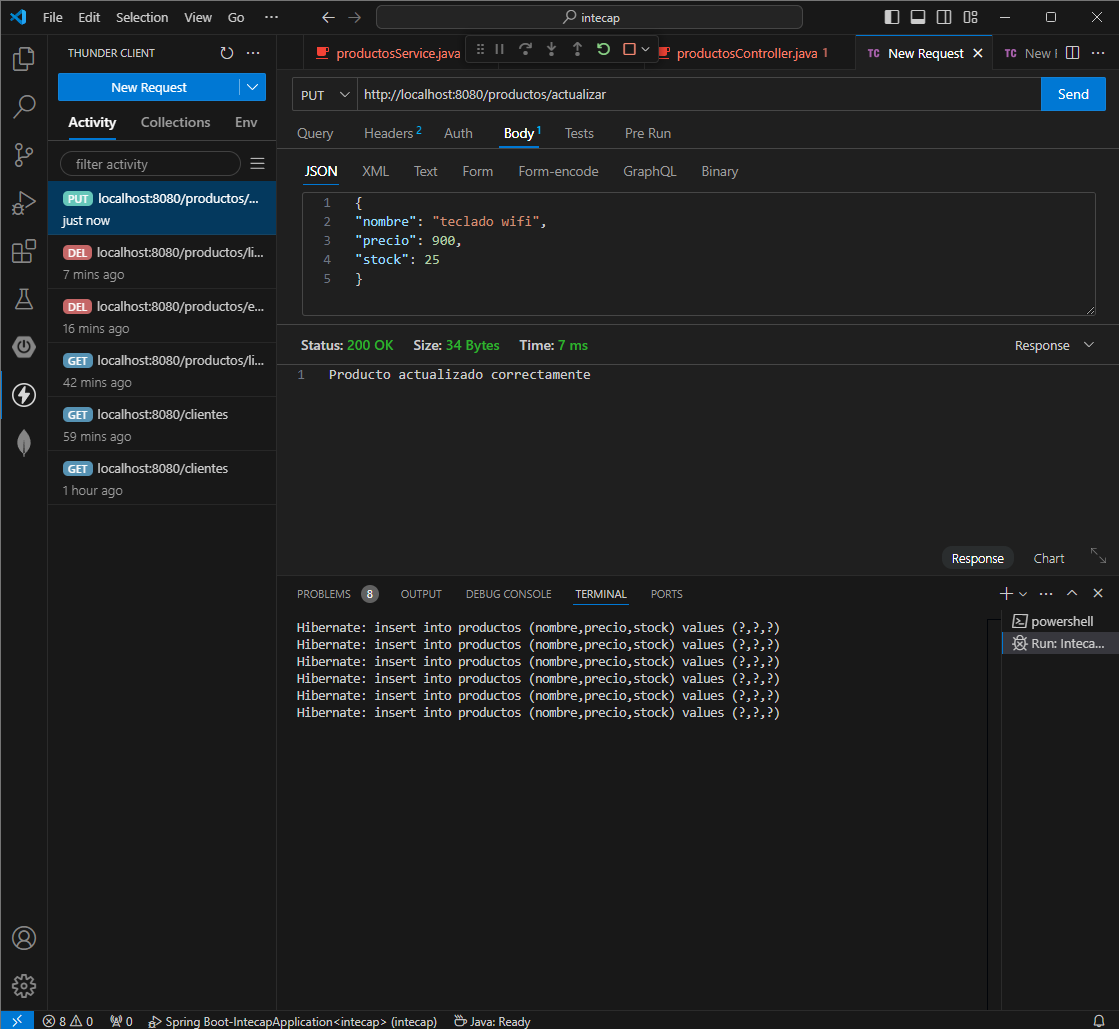 File Edit Selection View Go ··· intecap
THUNDER CLIENT
productosService.java
productosController.java 1
TC New Request
TC New
New Request
PUT http://localhost:8080/productos/actualizar Send
Activity Collections Env
Query Headers 2 Auth Body 1 Tests Pre Run
filter activity
JSON XML Text Form Form-encode GraphQL Binary
PUT localhost:8080/productos/...
just now
DEL localhost:8080/productos/li...
7 mins ago
DEL localhost:8080/productos/e...
16 mins ago
GET localhost:8080/productos/li...
42 mins ago
GET localhost:8080/clientes
59 mins ago
GET localhost:8080/clientes
1 hour ago
1 {
2 "nombre": "teclado wifi",
3 "precio": 900,
4 "stock": 25
5 }
Status: 200 OK Size: 34 Bytes Time: 7 ms Response
1 Producto actualizado correctamente
Response Chart
PROBLEMS 8 OUTPUT DEBUG CONSOLE TERMINAL PORTS
Hibernate: insert into productos (nombre,precio,stock) values (?,?,?)
Hibernate: insert into productos (nombre,precio,stock) values (?,?,?)
Hibernate: insert into productos (nombre,precio,stock) values (?,?,?)
Hibernate: insert into productos (nombre,precio,stock) values (?,?,?)
Hibernate: insert into productos (nombre,precio,stock) values (?,?,?)
Hibernate: insert into productos (nombre,precio,stock) values (?,?,?)
powershell
Run: Inteca...
8 0 0 Spring Boot-IntecapApplication<intecap> (intecap) Java: Ready